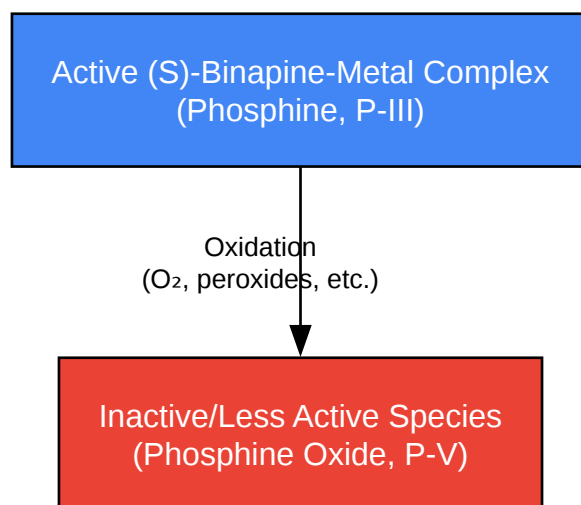 Active (S)-Binapine-Metal Complex
(Phosphine, P-III)
Oxidation
(O₂, peroxides, etc.)
Inactive/Less Active Species
(Phosphine Oxide, P-V)